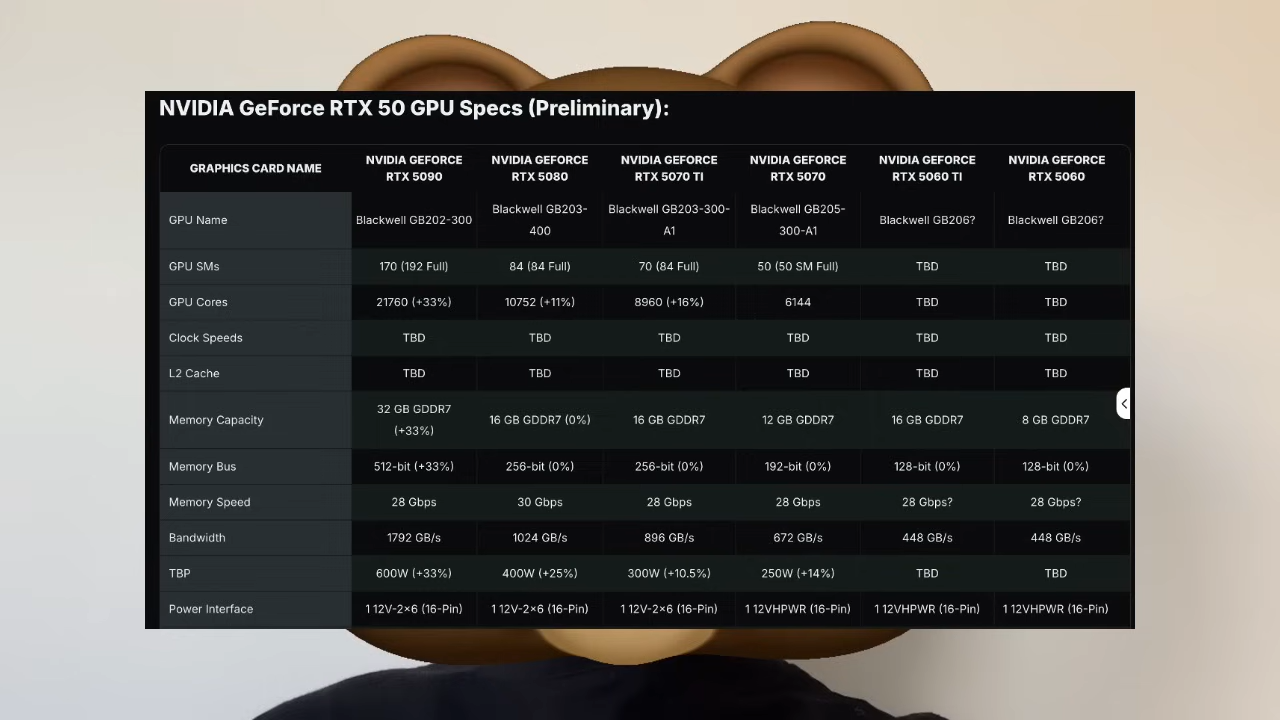 NVIDIA GeForce RTX 50 GPU Specs (Preliminary):
GRAPHICS CARD NAME NVIDIA GEFORCE RTX 5090 NVIDIA GEFORCE RTX 5080 NVIDIA GEFORCE RTX 5070 TI NVIDIA GEFORCE RTX 5070 NVIDIA GEFORCE RTX 5060 TI NVIDIA GEFORCE RTX 5060
GPU Name Blackwell GB202-300 Blackwell GB203-400 Blackwell GB203-300-A1 Blackwell GB205-300-A1 Blackwell GB206? Blackwell GB206?
GPU SMs 170 (192 Full) 84 (84 Full) 70 (84 Full) 50 (50 SM Full) TBD TBD
GPU Cores 21760 (+33%) 10752 (+11%) 8960 (+16%) 6144 TBD TBD
Clock Speeds TBD TBD TBD TBD TBD TBD
L2 Cache TBD TBD TBD TBD TBD TBD
Memory Capacity 32 GB GDDR7 (+33%) 16 GB GDDR7 (0%) 16 GB GDDR7 12 GB GDDR7 16 GB GDDR7 8 GB GDDR7
Memory Bus 512-bit (+33%) 256-bit (0%) 256-bit (0%) 192-bit (0%) 128-bit (0%) 128-bit (0%)
Memory Speed 28 Gbps 30 Gbps 28 Gbps 28 Gbps 28 Gbps? 28 Gbps?
Bandwidth 1792 GB/s 1024 GB/s 896 GB/s 672 GB/s 448 GB/s 448 GB/s
TBP 600W (+33%) 400W (+25%) 300W (+10.5%) 250W (+14%) TBD TBD
Power Interface 1 12V-2×6 (16-Pin) 1 12V-2×6 (16-Pin) 1 12V-2×6 (16-Pin) 1 12VHPWR (16-Pin) 1 12VHPWR (16-Pin) 1 12VHPWR (16-Pin)